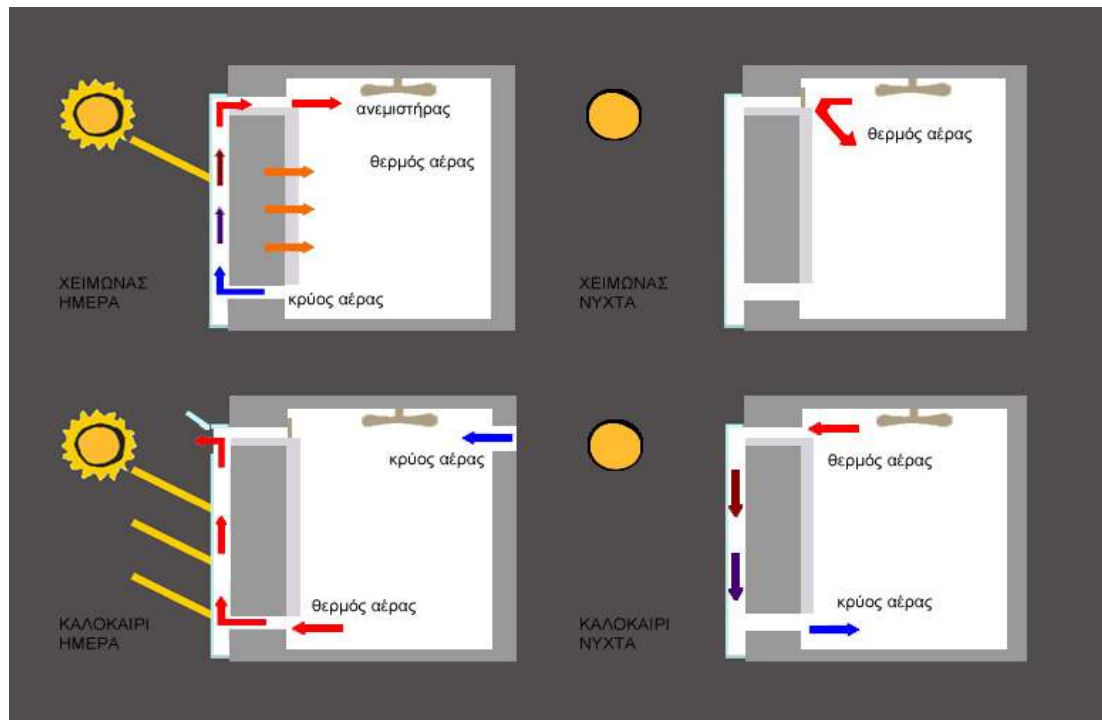 ανεμιστήρας
θερμός αέρας
ΧΕΙΜΩΝΑΣ
ΗΜΕΡΑ
κρύος αέρας
θερμός αέρας
ΧΕΙΜΩΝΑΣ
ΝΥΧΤΑ
κρύος αέρας
θερμός αέρας
ΚΑΛΟΚΑΙΡΙ
ΗΜΕΡΑ
θερμός αέρας
κρύος αέρας
ΚΑΛΟΚΑΙΡΙ
ΝΥΧΤΑ